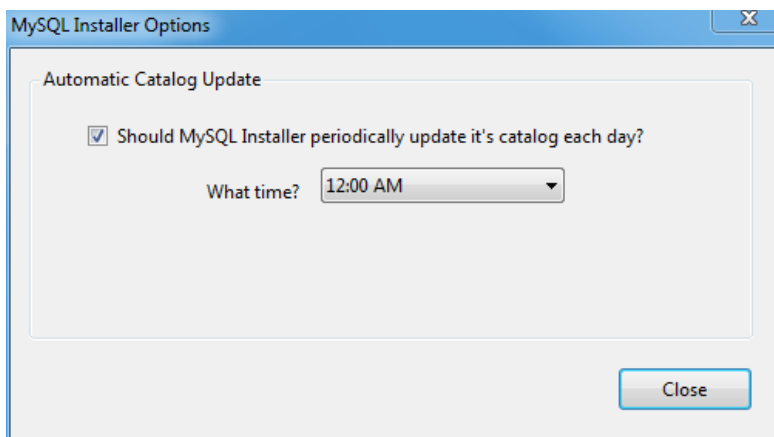 MySQL Installer Options
Automatic Catalog Update
Should MySQL Installer periodically update it's catalog each day?
What time? 12:00 AM
Close